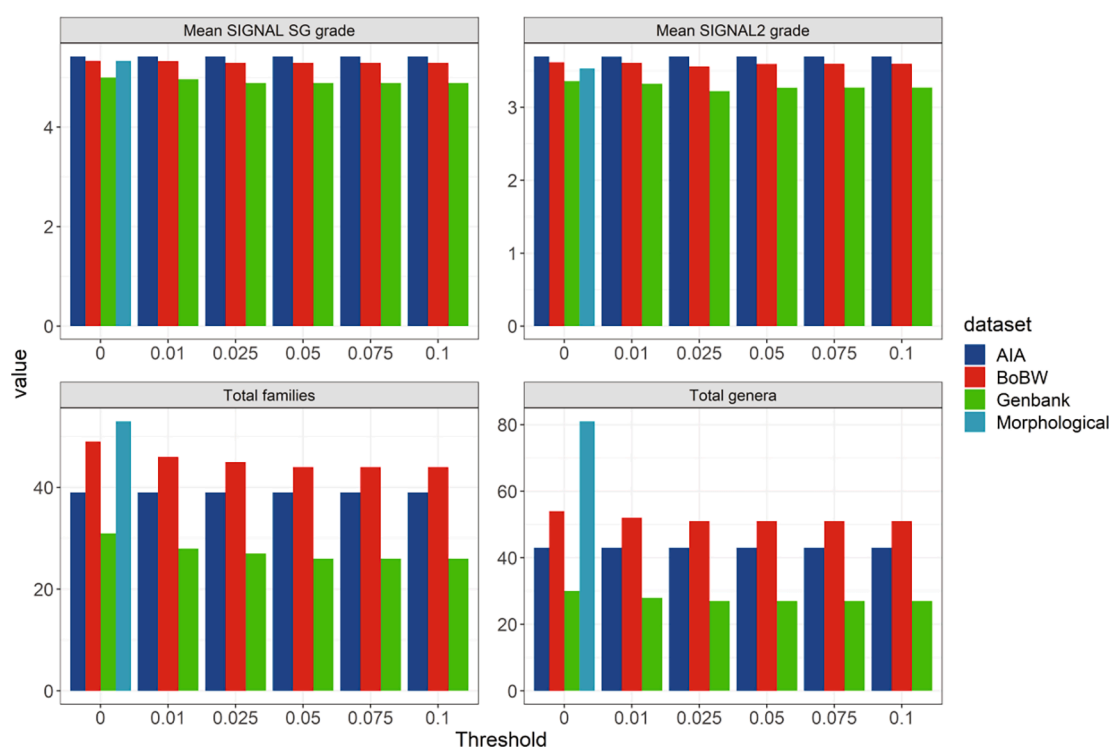 Mean SIGNAL SG grade
Mean SIGNAL2 grade
4
2
0
3
2
1
0
0 0.01 0.025 0.05 0.075 0.1
0 0.01 0.025 0.05 0.075 0.1
value
Total families
Total genera
40
20
0
80
60
40
20
0
0 0.01 0.025 0.05 0.075 0.1
0 0.01 0.025 0.05 0.075 0.1
Threshold
dataset
AIA
BoBW
Genbank
Morphological